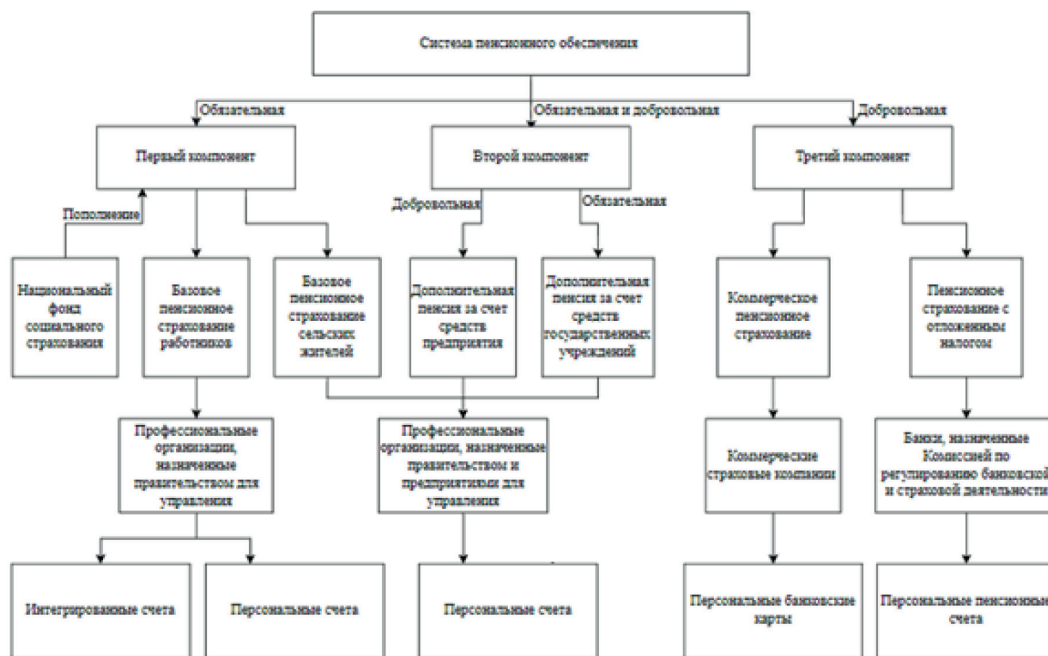 Система пенсионного обеспечения
Обязательная
Обязательная и добровольная
Добровольная
Первый компонент
Второй компонент
Третий компонент
Пополнение
Добровольная
Обязательная
Национальный
фонд
социального
страхования
Базовое
пенсионное
страхование
работников
Базовое
пенсионное
страхование
сельских
жителей
Дополнительная
пенсия за счет
средств
предприятия
Дополнительная
пенсия за счет
средств
государственных
учреждений
Коммерческое
пенсионное
страхование
Пенсионное
страхование с
отложенным
налогом
Профессиональные
организации,
назначенные
правительством для
управления
Профессиональные
организации, назначенные
правительством и
предприятиями для
управления
Коммерческие
страховые компании
Банки, назначенные
Комиссией по
регулированию банковской
и страховой деятельности
Интегрированные счета
Персональные счета
Персональные счета
Персональные банковские
карты
Персональные пенсионные
счета